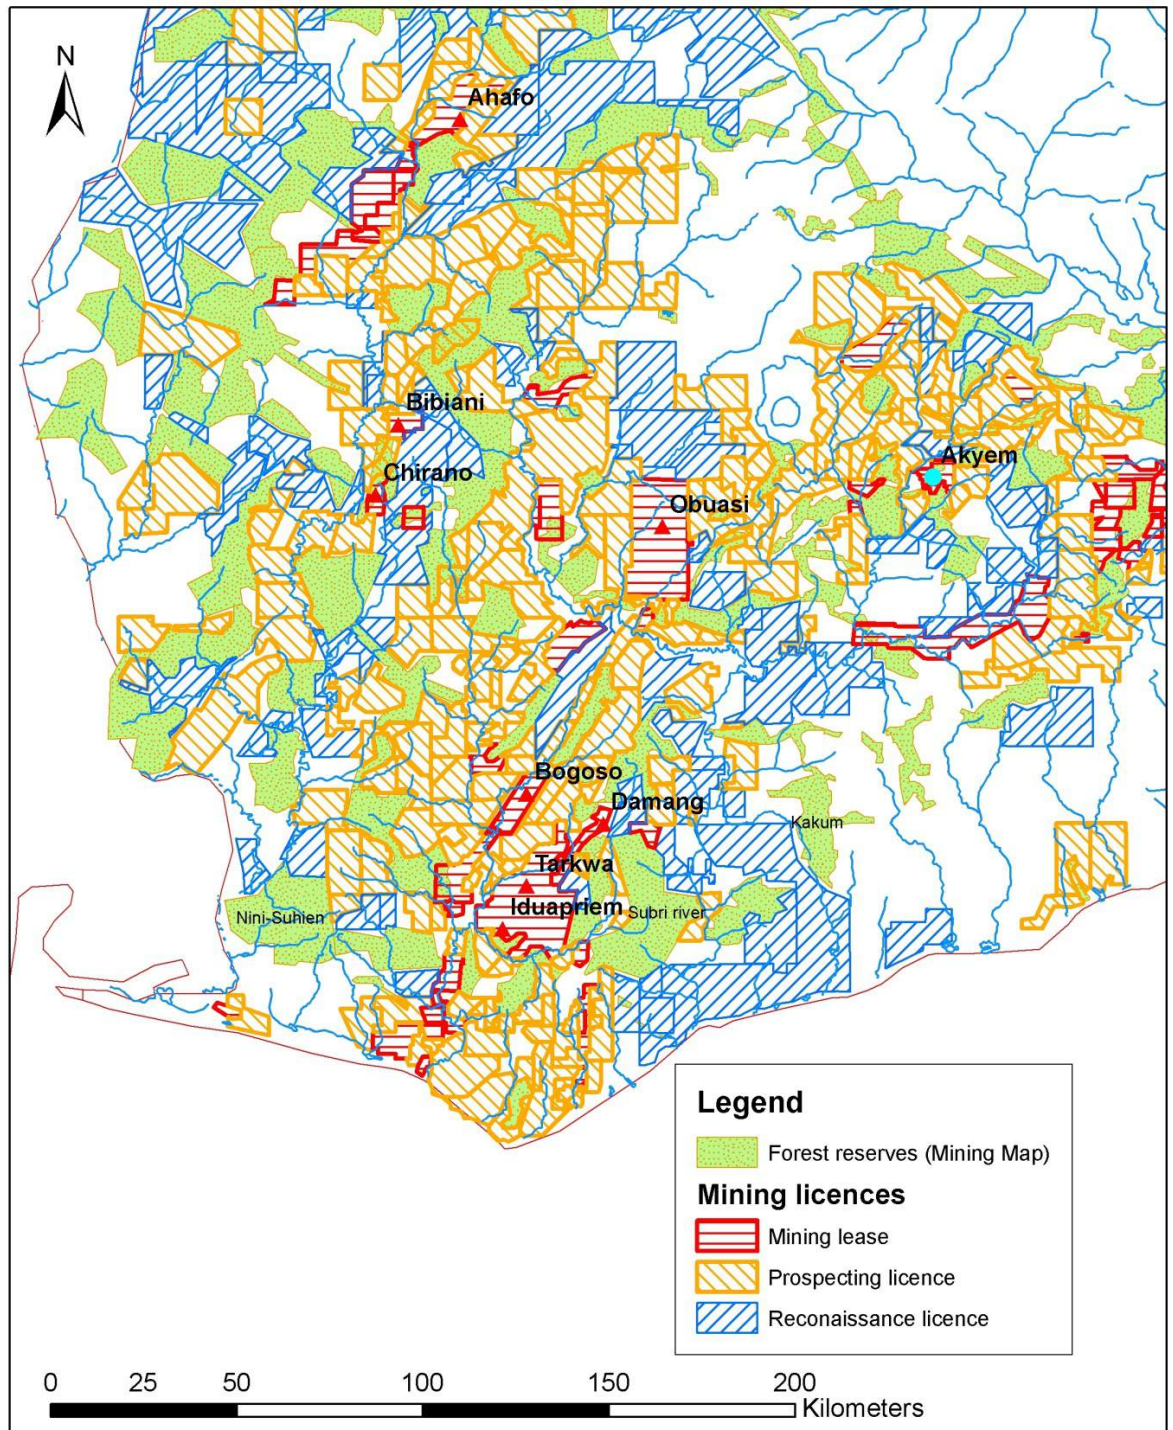 N
Ahafo
Bibiani
Chirano
Akyem
Obuasi
Bogoso
Damang
Kakum
Tarkwa
Iduapriem
Nini-Suhien
Subri river
Legend
Forest reserves (Mining Map)
Mining licences
Mining lease
Prospecting licence
Reconaissance licence
0 25 50 100 150 200
Kilometers